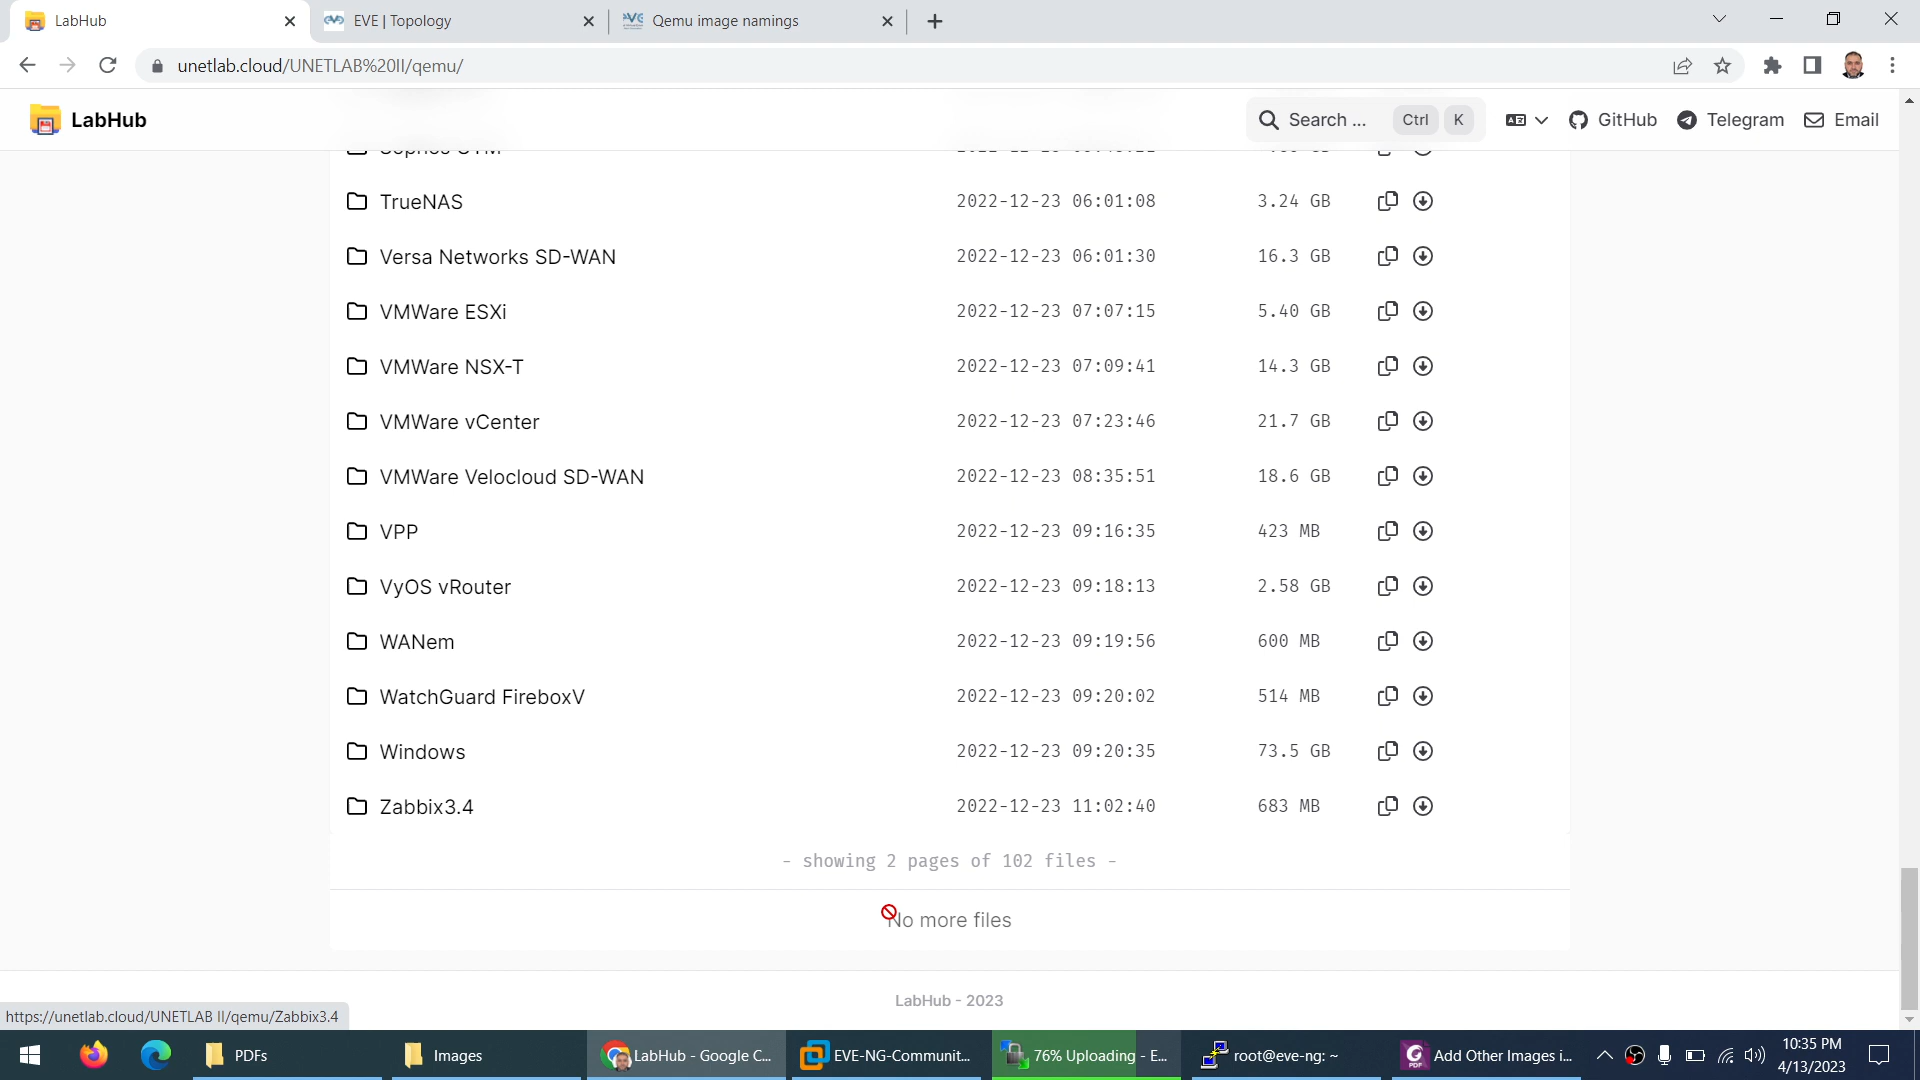 LabHub
EVE | Topology
Qemu image namings
unetlab.cloud/UNETLAB%20II/qemu/
LabHub
Search ...
Ctrl
K
GitHub
Telegram
Email
TrueNAS 2022-12-23 06:01:08 3.24 GB
Versa Networks SD-WAN 2022-12-23 06:01:30 16.3 GB
VMWare ESXi 2022-12-23 07:07:15 5.40 GB
VMWare NSX-T 2022-12-23 07:09:41 14.3 GB
VMWare vCenter 2022-12-23 07:23:46 21.7 GB
VMWare Velocloud SD-WAN 2022-12-23 08:35:51 18.6 GB
VPP 2022-12-23 09:16:35 423 MB
VyOS vRouter 2022-12-23 09:18:13 2.58 GB
WANem 2022-12-23 09:19:56 600 MB
WatchGuard FireboxV 2022-12-23 09:20:02 514 MB
Windows 2022-12-23 09:20:35 73.5 GB
Zabbix3.4 2022-12-23 11:02:40 683 MB
- showing 2 pages of 102 files -
No more files
LabHub - 2023
https://unetlab.cloud/UNETLAB II/qemu/Zabbix3.4
PDFs
Images
LabHub - Google C...
EVE-NG-Communit...
76% Uploading - E...
root@eve-ng: ~
Add Other Images i...
10:35 PM
4/13/2023